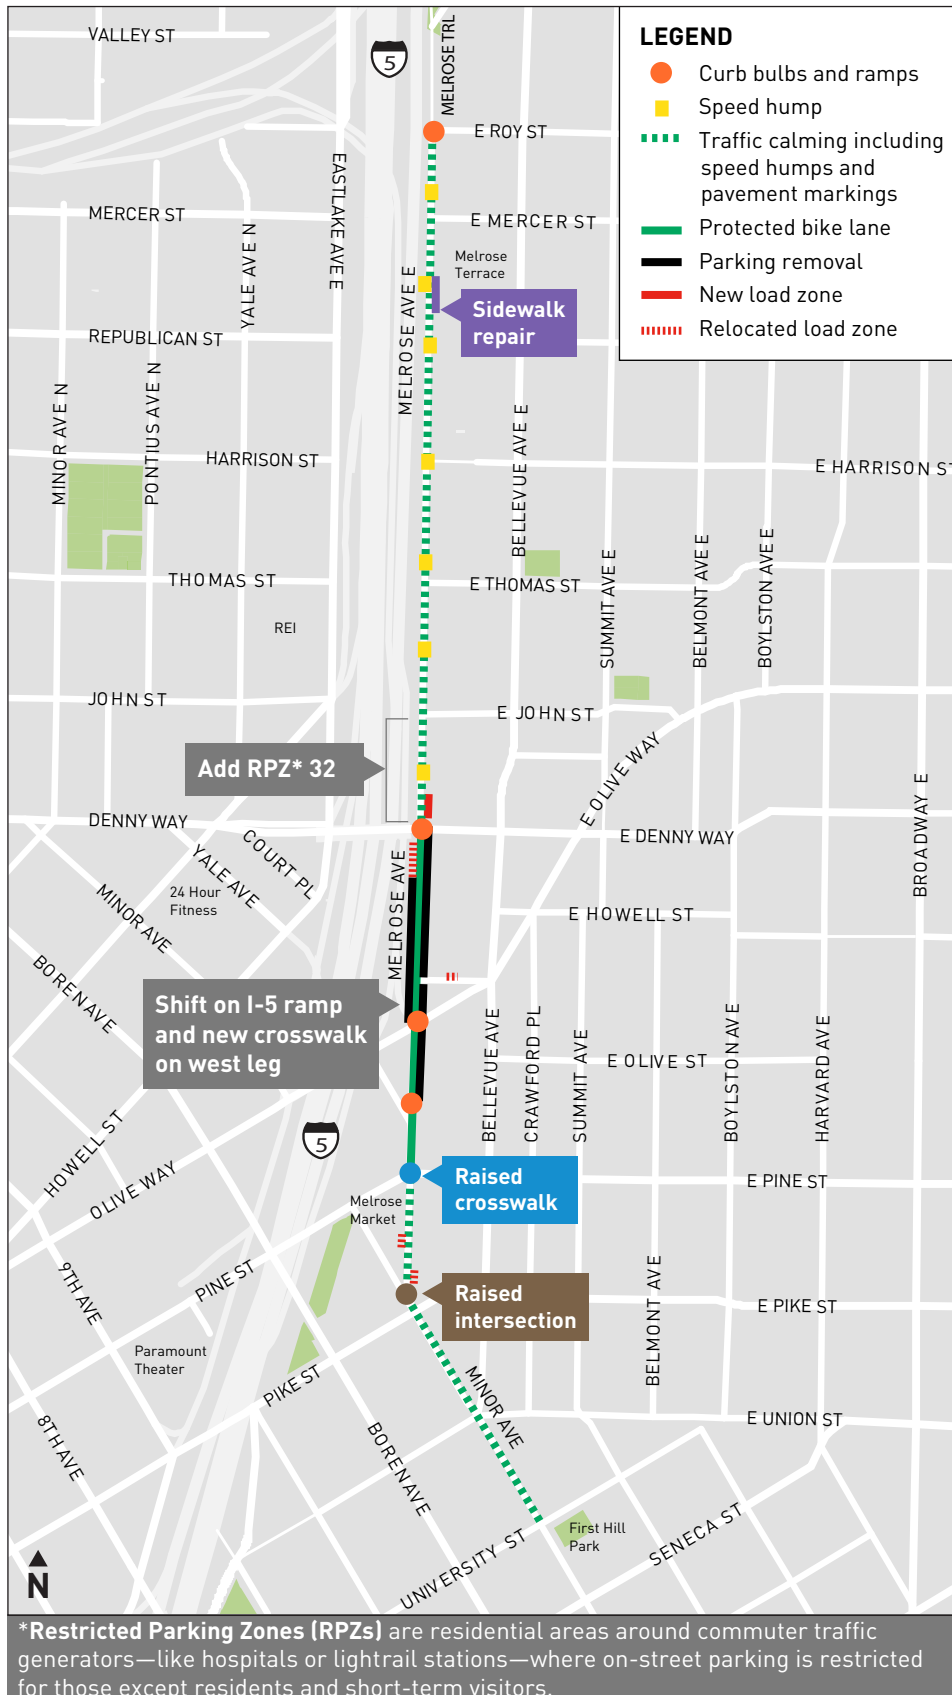 LEGEND
Curb bulbs and ramps
Speed hump
Traffic calming including
speed humps and
pavement markings
Protected bike lane
Parking removal
New load zone
Relocated load zone
VALLEY ST
5
MELROSE TRL
E ROY ST
EASTLAKE AVE E
MERCER ST
E MERCER ST
YALE AVE N
Melrose
Terrace
MELROSE AVE E
Sidewalk
repair
REPUBLICAN ST
MINOR AVE N
PONTIUS AVE N
BELLEVUE AVE E
HARRISON ST
E HARRISON ST
THOMAS ST
E THOMAS ST
SUMMIT AVE E
BELMONT AVE E
BOYLSTON AVE E
REI
JOHN ST
E JOHN ST
E OLIVE WAY
Add RPZ* 32
DENNY WAY
E DENNY WAY
BROADWAY E
COURT PL
YALE AVE
MELROSE AVE
24 Hour
Fitness
MINOR AVE
E HOWELL ST
BOREN AVE
Shift on I-5 ramp
and new crosswalk
on west leg
BELLEVUE AVE
CRAWFORD PL
SUMMIT AVE
E OLIVE ST
BOYLSTON AVE
HARVARD AVE
HOWELL ST
5
OLIVE WAY
Raised
crosswalk
E PINE ST
Melrose
Market
9TH AVE
PINE ST
Raised
intersection
BELMONT AVE
E PIKE ST
Paramount
Theater
PIKE ST
MINOR AVE
8TH AVE
BOREN AVE
E UNION ST
First Hill
Park
UNIVERSITY ST
SENECA ST
N
*Restricted Parking Zones (RPZs) are residential areas around commuter traffic
generators—like hospitals or lightrail stations—where on-street parking is restricted
for those except residents and short-term visitors.